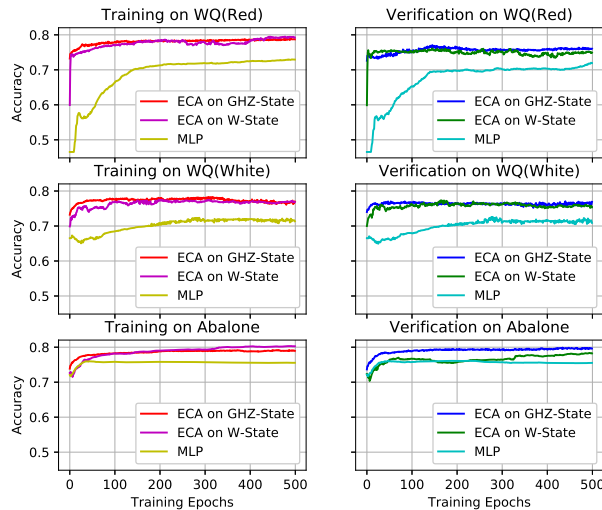 Training on WQ(Red)
Verification on WQ(Red)
0.8
0.7
0.6
0.5
Accuracy
ECA on GHZ-State
ECA on W-State
MLP
ECA on GHZ-State
ECA on W-State
MLP
Training on WQ(White)
Verification on WQ(White)
0.8
0.7
0.6
0.5
Accuracy
ECA on GHZ-State
ECA on W-State
MLP
ECA on GHZ-State
ECA on W-State
MLP
Training on Abalone
Verification on Abalone
0.8
0.7
0.6
0.5
Accuracy
ECA on GHZ-State
ECA on W-State
MLP
ECA on GHZ-State
ECA on W-State
MLP
0 100 200 300 400 500
0 100 200 300 400 500
Training Epochs
Training Epochs